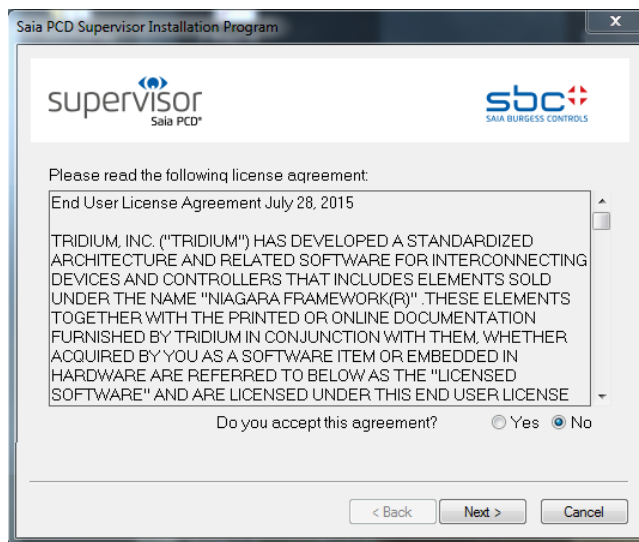 Saia PCD Supervisor Installation Program
x
supervisor
Saia PCD®
sbc
SAIA BURGESS CONTROLS
Please read the following license agreement:
End User License Agreement July 28, 2015
TRIDIUM, INC. ("TRIDIUM") HAS DEVELOPED A STANDARDIZED
ARCHITECTURE AND RELATED SOFTWARE FOR INTERCONNECTING
DEVICES AND CONTROLLERS THAT INCLUDES ELEMENTS SOLD
UNDER THE NAME "NIAGARA FRAMEWORK(R)" .THESE ELEMENTS
TOGETHER WITH THE PRINTED OR ONLINE DOCUMENTATION
FURNISHED BY TRIDIUM IN CONJUNCTION WITH THEM, WHETHER
ACQUIRED BY YOU AS A SOFTWARE ITEM OR EMBEDDED IN
HARDWARE ARE REFERRED TO BELOW AS THE "LICENSED
SOFTWARE" AND ARE LICENSED UNDER THIS END USER LICENSE
Do you accept this agreement? Yes No
< Back Next > Cancel